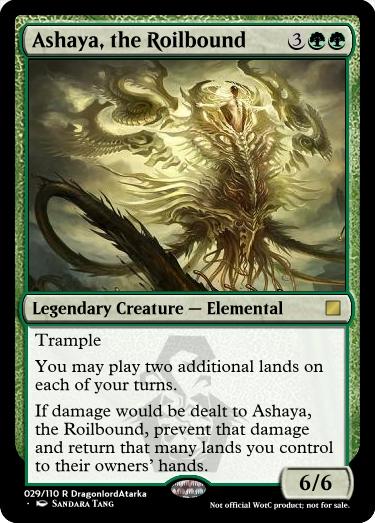 Ashaya, the Roilbound 3
Legendary Creature — Elemental
Trample
You may play two additional lands on
each of your turns.
If damage would be dealt to Ashaya,
the Roilbound, prevent that damage
and return that many lands you control
to their owners' hands.
6/6
029/110 R DragonlordAtarka
· Sandara Tang
Not official WotC product; not for sale.